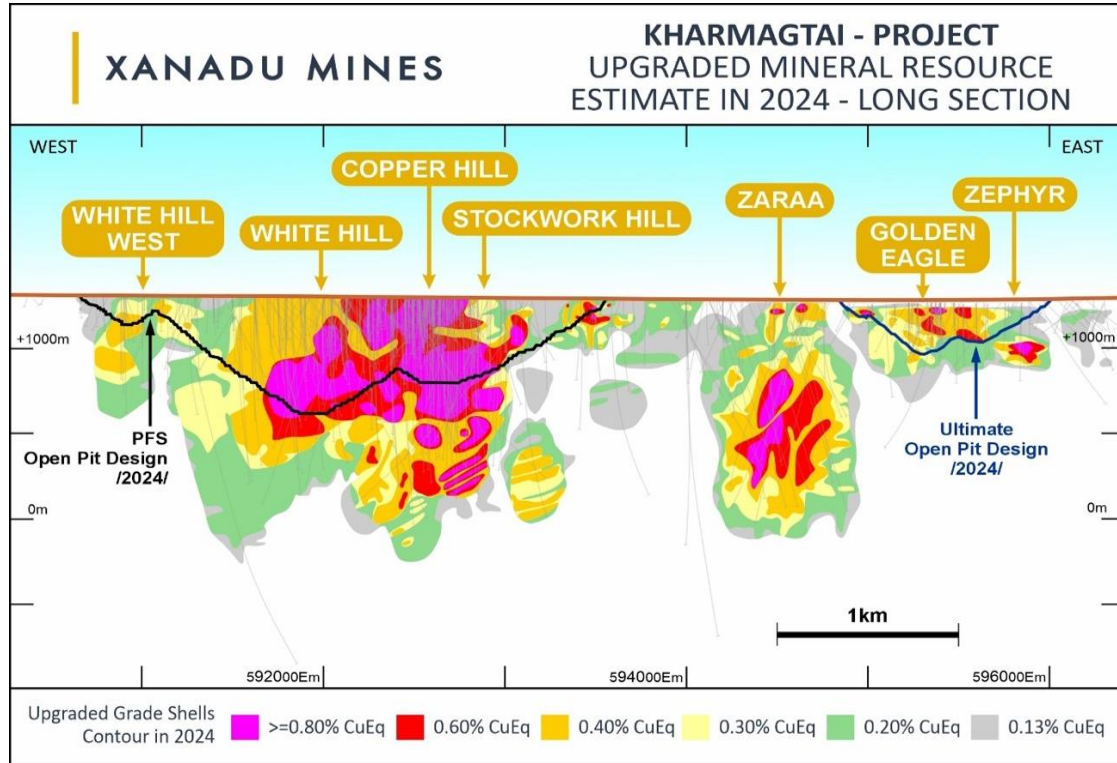 XANADU MINES
KHARMAGTAI - PROJECT
UPGRADED MINERAL RESOURCE
ESTIMATE IN 2024 - LONG SECTION
WEST
EAST
COPPER HILL
WHITE HILL
WEST
WHITE HILL
STOCKWORK HILL
ZARAA
GOLDEN
EAGLE
ZEPHYR
+1000m
+1000m
PFS
Open Pit Design
/2024/
Ultimate
Open Pit Design
/2024/
0m
0m
1km
592000Em
594000Em
596000Em
Upgraded Grade Shells
Contour in 2024
>=0.80% CuEq
0.60% CuEq
0.40% CuEq
0.30% CuEq
0.20% CuEq
0.13% CuEq